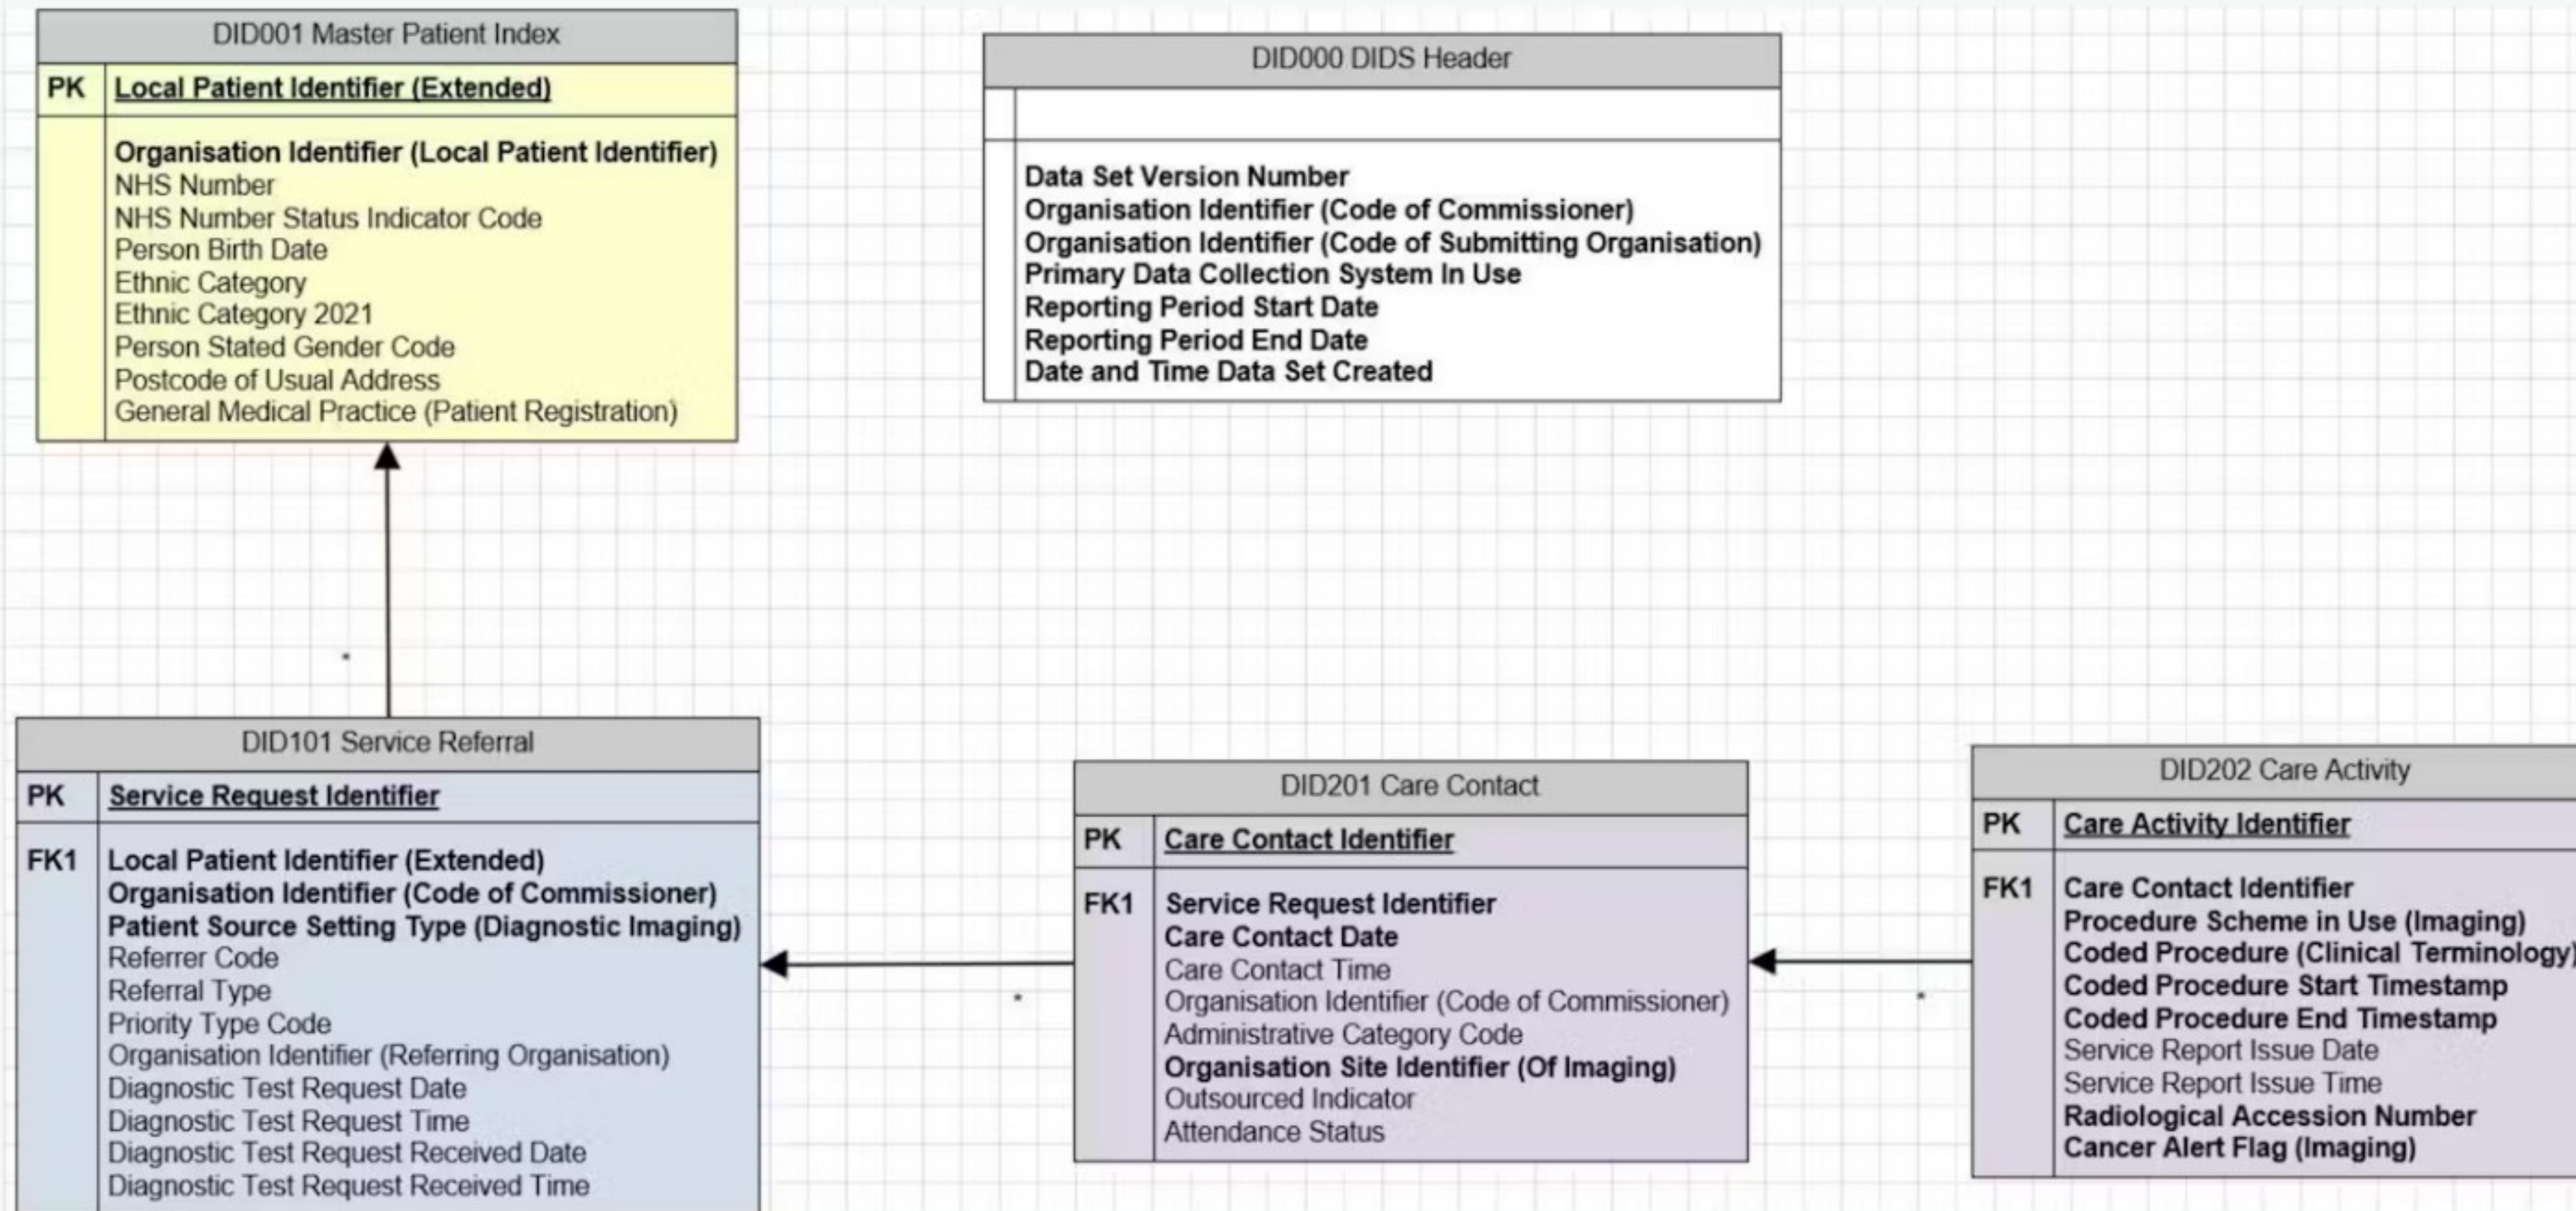 DID001 Master Patient Index
PK Local Patient Identifier (Extended)
Organisation Identifier (Local Patient Identifier)
NHS Number
NHS Number Status Indicator Code
Person Birth Date
Ethnic Category
Ethnic Category 2021
Person Stated Gender Code
Postcode of Usual Address
General Medical Practice (Patient Registration)
DID000 DIDS Header
Data Set Version Number
Organisation Identifier (Code of Commissioner)
Organisation Identifier (Code of Submitting Organisation)
Primary Data Collection System In Use
Reporting Period Start Date
Reporting Period End Date
Date and Time Data Set Created
DID101 Service Referral
PK Service Request Identifier
FK1 Local Patient Identifier (Extended)
Organisation Identifier (Code of Commissioner)
Patient Source Setting Type (Diagnostic Imaging)
Referrer Code
Referral Type
Priority Type Code
Organisation Identifier (Referring Organisation)
Diagnostic Test Request Date
Diagnostic Test Request Time
Diagnostic Test Request Received Date
Diagnostic Test Request Received Time
DID201 Care Contact
PK Care Contact Identifier
FK1 Service Request Identifier
Care Contact Date
Care Contact Time
Organisation Identifier (Code of Commissioner)
Administrative Category Code
Organisation Site Identifier (Of Imaging)
Outsourced Indicator
Attendance Status
DID202 Care Activity
PK Care Activity Identifier
FK1 Care Contact Identifier
Procedure Scheme in Use (Imaging)
Coded Procedure (Clinical Terminology)
Coded Procedure Start Timestamp
Coded Procedure End Timestamp
Service Report Issue Date
Service Report Issue Time
Radiological Accession Number
Cancer Alert Flag (Imaging)